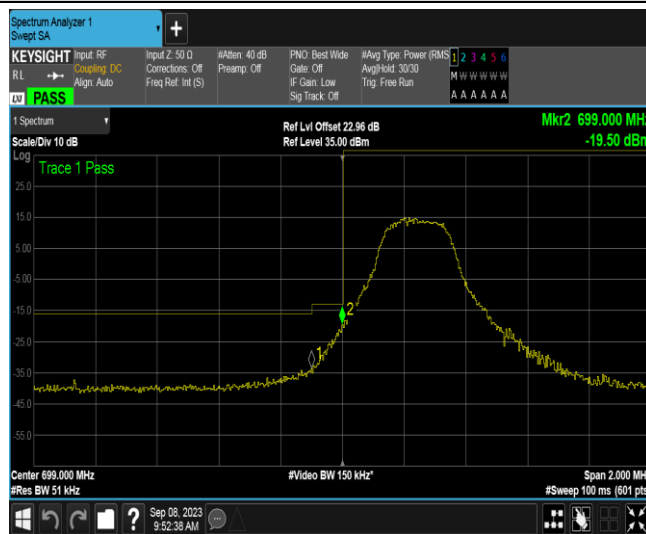 Spectrum Analyzer 1
Swept SA
+
KEYSIGHT Input: RF Input Z: 50 Ω #Atten: 40 dB PNO: Best Wide #Avg Type: Power (RMS 1 2 3 4 5 6
RL Coupling: DC Corrections: Off Preamp: Off Gate: Off Avg|Hold: 30/30 M W W W W W
Align: Auto Freq Ref: Int (S) IF Gain: Low Trig: Free Run
LXI PASS Sig Track: Off A A A A A A
1 Spectrum Ref Lvl Offset 22.96 dB Mkr2 699.000 MHz
Scale/Div 10 dB Ref Level 35.00 dBm -19.50 dBm
Log
Trace 1 Pass
25.0
15.0
5.00
-5.00
-15.0
2
-25.0
1
-35.0
-45.0
-55.0
Center 699.000 MHz #Video BW 150 kHz* Span 2.000 MHz
#Res BW 51 kHz #Sweep 100 ms (601 pts
? Sep 08, 2023
9:52:38 AM